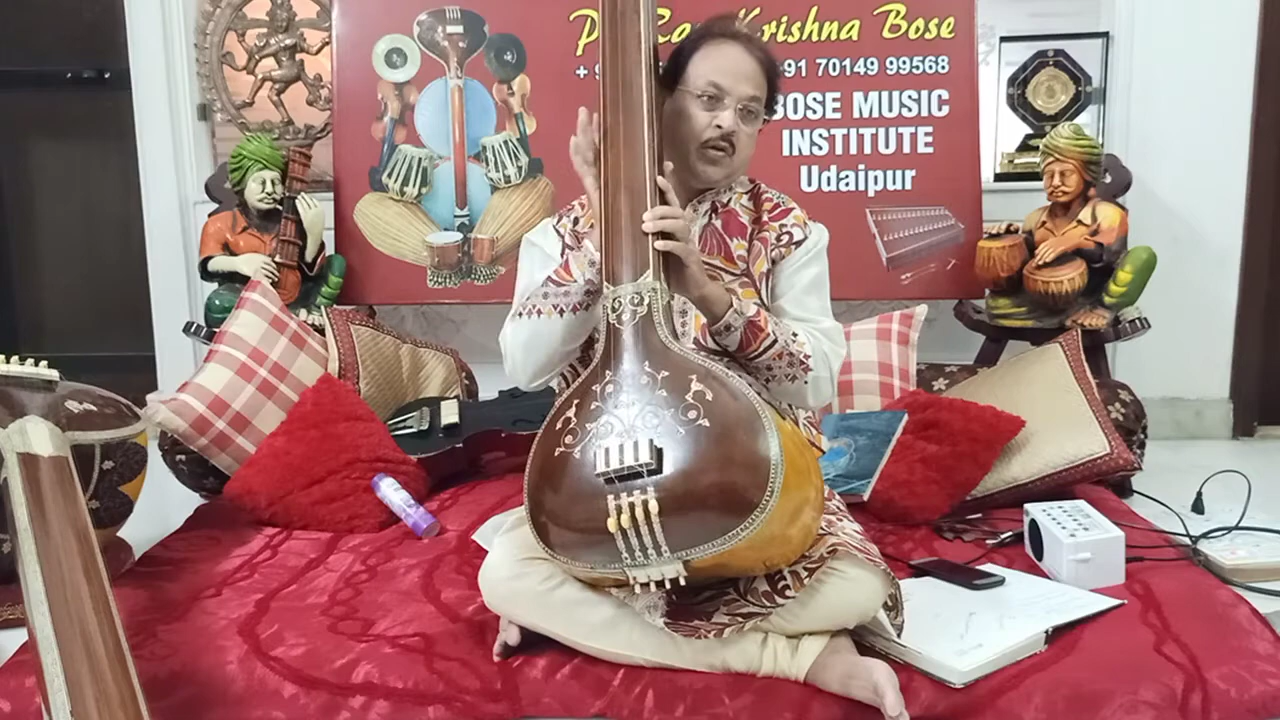 Krishna Bose
91 70149 99568
BOSE MUSIC
INSTITUTE
Udaipur